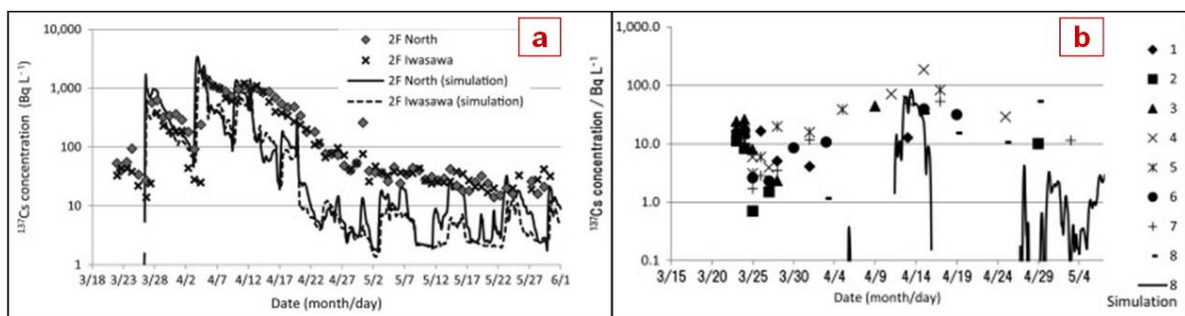 a
¹³⁷Cs concentration (Bq L⁻¹)
10,000
1,000
100
10
1
2F North
2F Iwasawa
2F North (simulation)
2F Iwasawa (simulation)
3/18 3/23 3/28 4/2 4/7 4/12 4/17 4/22 4/27 5/2 5/7 5/12 5/17 5/22 5/27 6/1
Date (month/day)
b
¹³⁷Cs concentration / Bq L⁻¹
1,000.0
100.0
10.0
1.0
0.1
3/15 3/20 3/25 3/30 4/4 4/9 4/14 4/19 4/24 4/29 5/4
Date (month/day)
1
2
3
4
5
6
7
8
8
Simulation